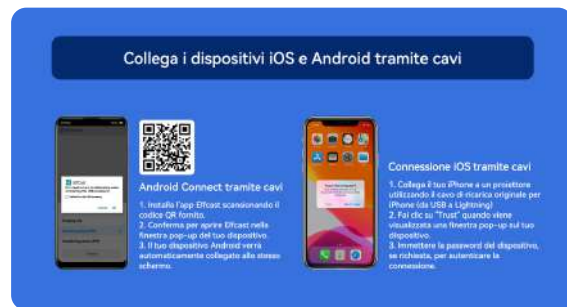 Collega i dispositivi iOS e Android tramite cavi
Android Connect tramite cavi
1. Installa l'app Effcast scansionando il
codice QR fornito.
2. Conferma per aprire Elfcast nella
finestra pop-up del tuo dispositivo.
3. Il tuo dispositivo Android verrà
automaticamente collegato allo stesso
schermo.
Connessione iOS tramite cavi
1. Collega il tuo iPhone a un proiettore
utilizzando il cavo di ricarica originale per
iPhone (da USB a Lightning)
2. Fai clic su "Trust" quando viene
visualizzata una finestra pop-up sul tuo
dispositivo.
3. Immettere la password del dispositivo,
se richiesta, per autenticare la
connessione.